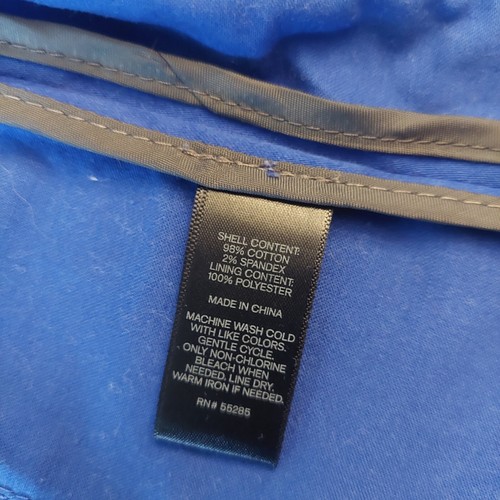 SHELL CONTENT:
98% COTTON
2% SPANDEX
LINING CONTENT:
100% POLYESTER
MADE IN CHINA
MACHINE WASH COLD
WITH LIKE COLORS.
GENTLE CYCLE.
ONLY NON-CHLORINE
BLEACH WHEN
NEEDED. LINE DRY.
WARM IRON IF NEEDED.
RN# 55285